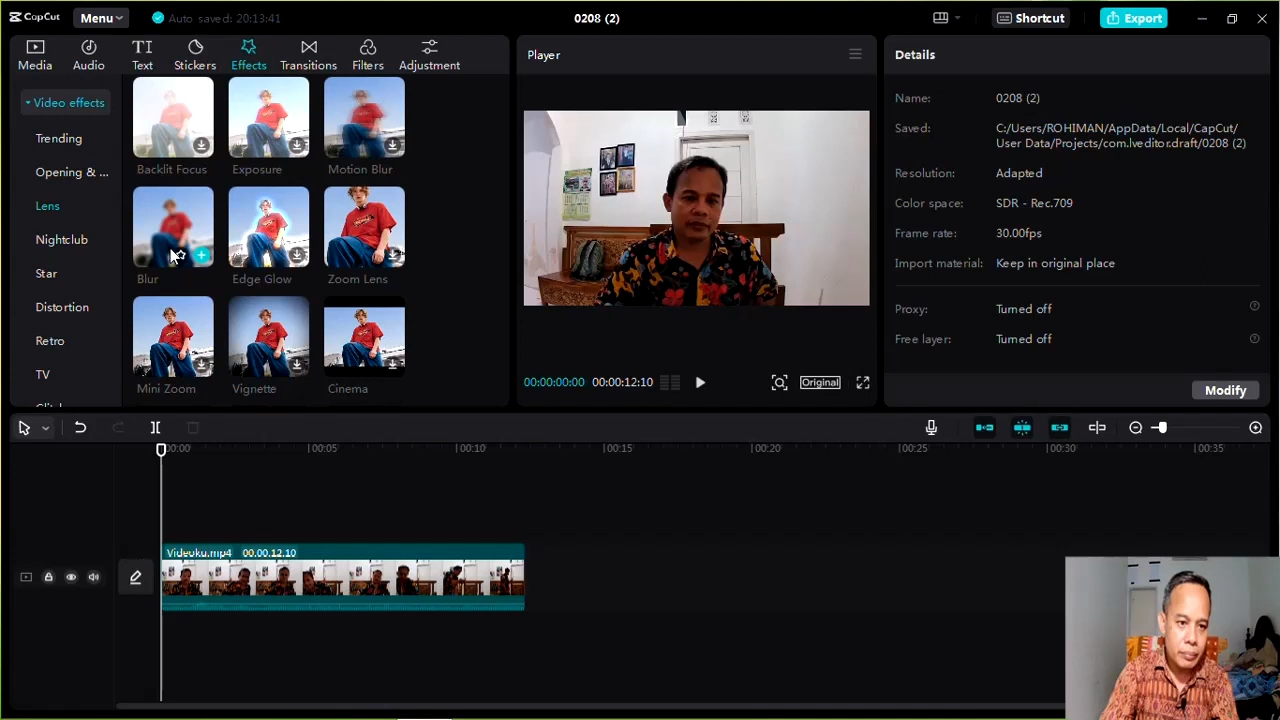 CapCut
Menu
Auto saved: 20:13:41
0208 (2)
Shortcut
Export
Media
Audio
Text
Stickers
Effects
Transitions
Filters
Adjustment
Video effects
Trending
Opening & ...
Lens
Nightclub
Star
Distortion
Retro
TV
Backlit Focus
Exposure
Motion Blur
Blur
Edge Glow
Zoom Lens
Mini Zoom
Vignette
Cinema
Player
00:00:00:00
00:00:12:10
Original
Details
Name:
0208 (2)
Saved:
C:/Users/ROHIMAN/AppData/Local/CapCut/
User Data/Projects/com.lveditor.draft/0208 (2)
Resolution:
Adapted
Color space:
SDR - Rec.709
Frame rate:
30.00fps
Import material:
Keep in original place
Proxy:
Turned off
Free layer:
Turned off
Modify
00:00
00:05
00:10
00:15
00:20
00:25
00:30
00:35
Videoku.mp4 00:00:12:10